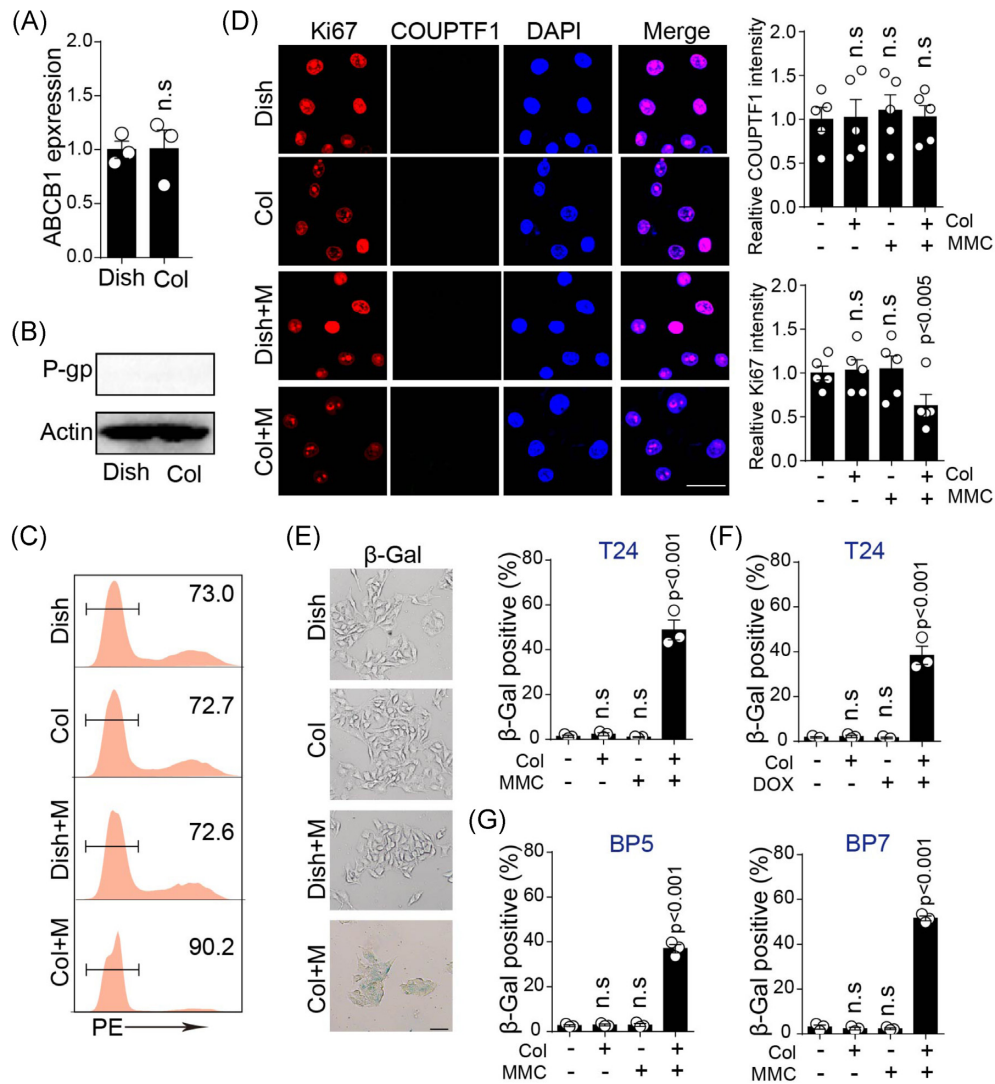 (A)
ABCB1 epxression
2.0
1.5
1.0
0.5
0.0
n.s
Dish Col
(B)
P-gp
Actin
Dish Col
(C)
Dish 73.0
Col 72.7
Dish+M 72.6
Col+M 90.2
PE
(D)
Ki67 COUPTF1 DAPI Merge
Dish
Col
Dish+M
Col+M
Realtive COUPTF1 intensity
2.0
1.5
1.0
0.5
0.0
n.s n.s n.s
- + - + Col
- - + + MMC
Realtive Ki67 intensity
2.0
1.5
1.0
0.5
0.0
n.s n.s p<0.005
- + - + Col
- - + + MMC
(E)
β-Gal
Dish
Col
Dish+M
Col+M
T24
β-Gal positive (%)
80
60
40
20
0
n.s n.s p<0.001
Col - + - +
MMC - - + +
(F)
T24
β-Gal positive (%)
80
60
40
20
0
n.s n.s p<0.001
Col - + - +
DOX - - + +
(G)
BP5
β-Gal positive (%)
80
60
40
20
0
n.s n.s p<0.001
Col - + - +
MMC - - + +
BP7
β-Gal positive (%)
80
60
40
20
0
n.s n.s p<0.001
Col - + - +
MMC - - + +